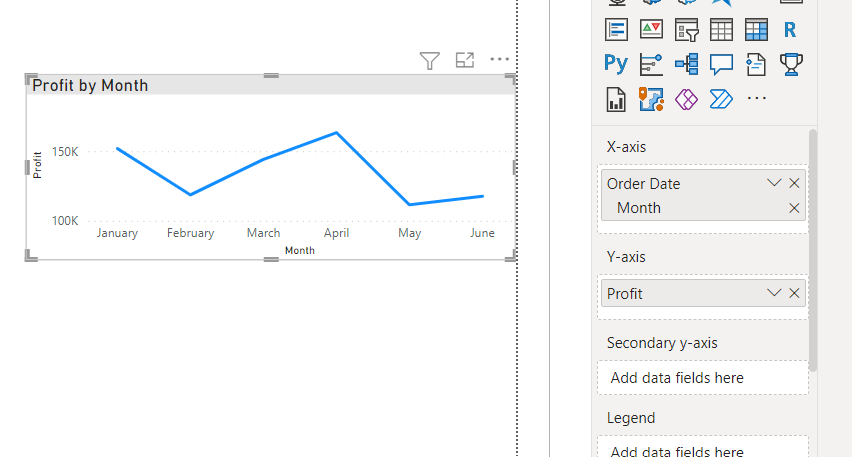 R
Py
Profit by Month
X-axis
Profit
150K
Order Date
Month
100K
January February March April May June
Month
Y-axis
Profit
Secondary y-axis
Add data fields here
Legend
Add data fields here